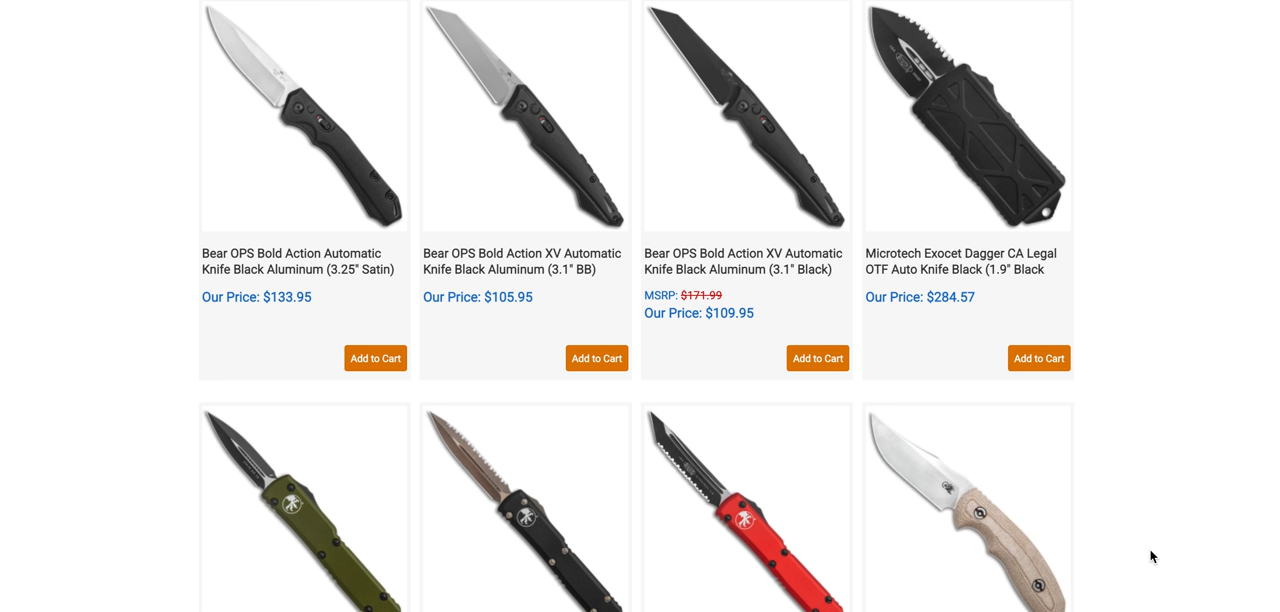 Bear OPS Bold Action Automatic
Knife Black Aluminum (3.25" Satin)
Our Price: $133.95
Add to Cart
Bear OPS Bold Action XV Automatic
Knife Black Aluminum (3.1" BB)
Our Price: $105.95
Add to Cart
Bear OPS Bold Action XV Automatic
Knife Black Aluminum (3.1" Black)
MSRP: $171.99
Our Price: $109.95
Add to Cart
Microtech Exocet Dagger CA Legal
OTF Auto Knife Black (1.9" Black
Our Price: $284.57
Add to Cart